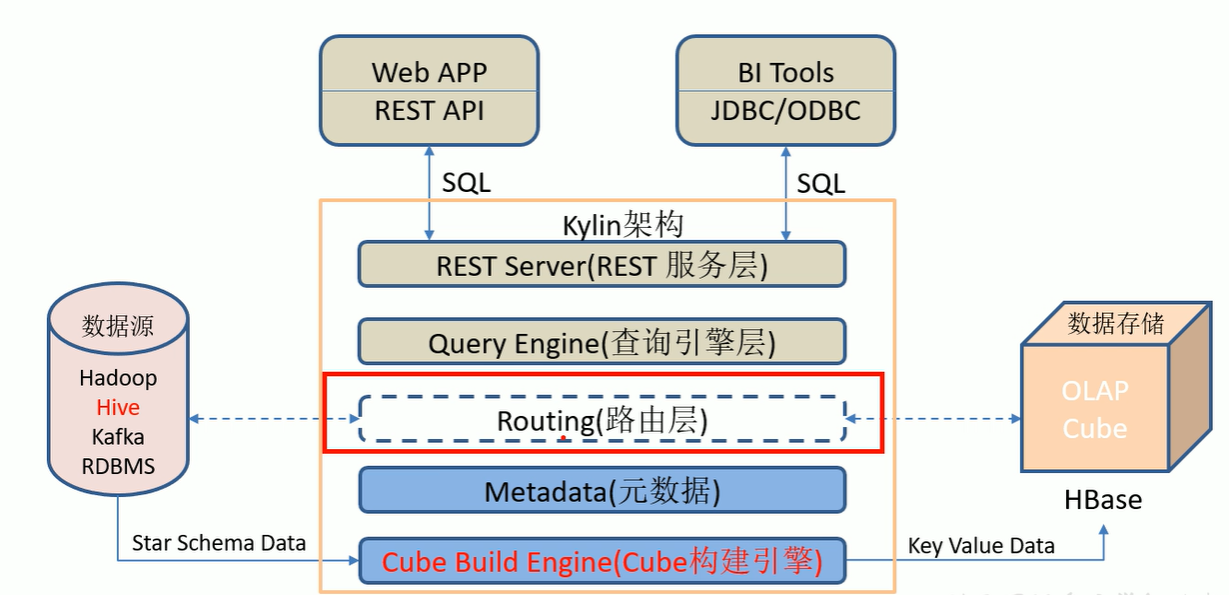 Web APP
REST API
BI Tools
JDBC/ODBC
SQL
SQL
Kylin架构
REST Server(REST 服务层)
Query Engine(查询引擎层)
Routing(路由层)
Metadata(元数据)
Cube Build Engine(Cube构建引擎)
数据源
Hadoop
Hive
Kafka
RDBMS
Star Schema Data
数据存储
OLAP
Cube
HBase
Key Value Data